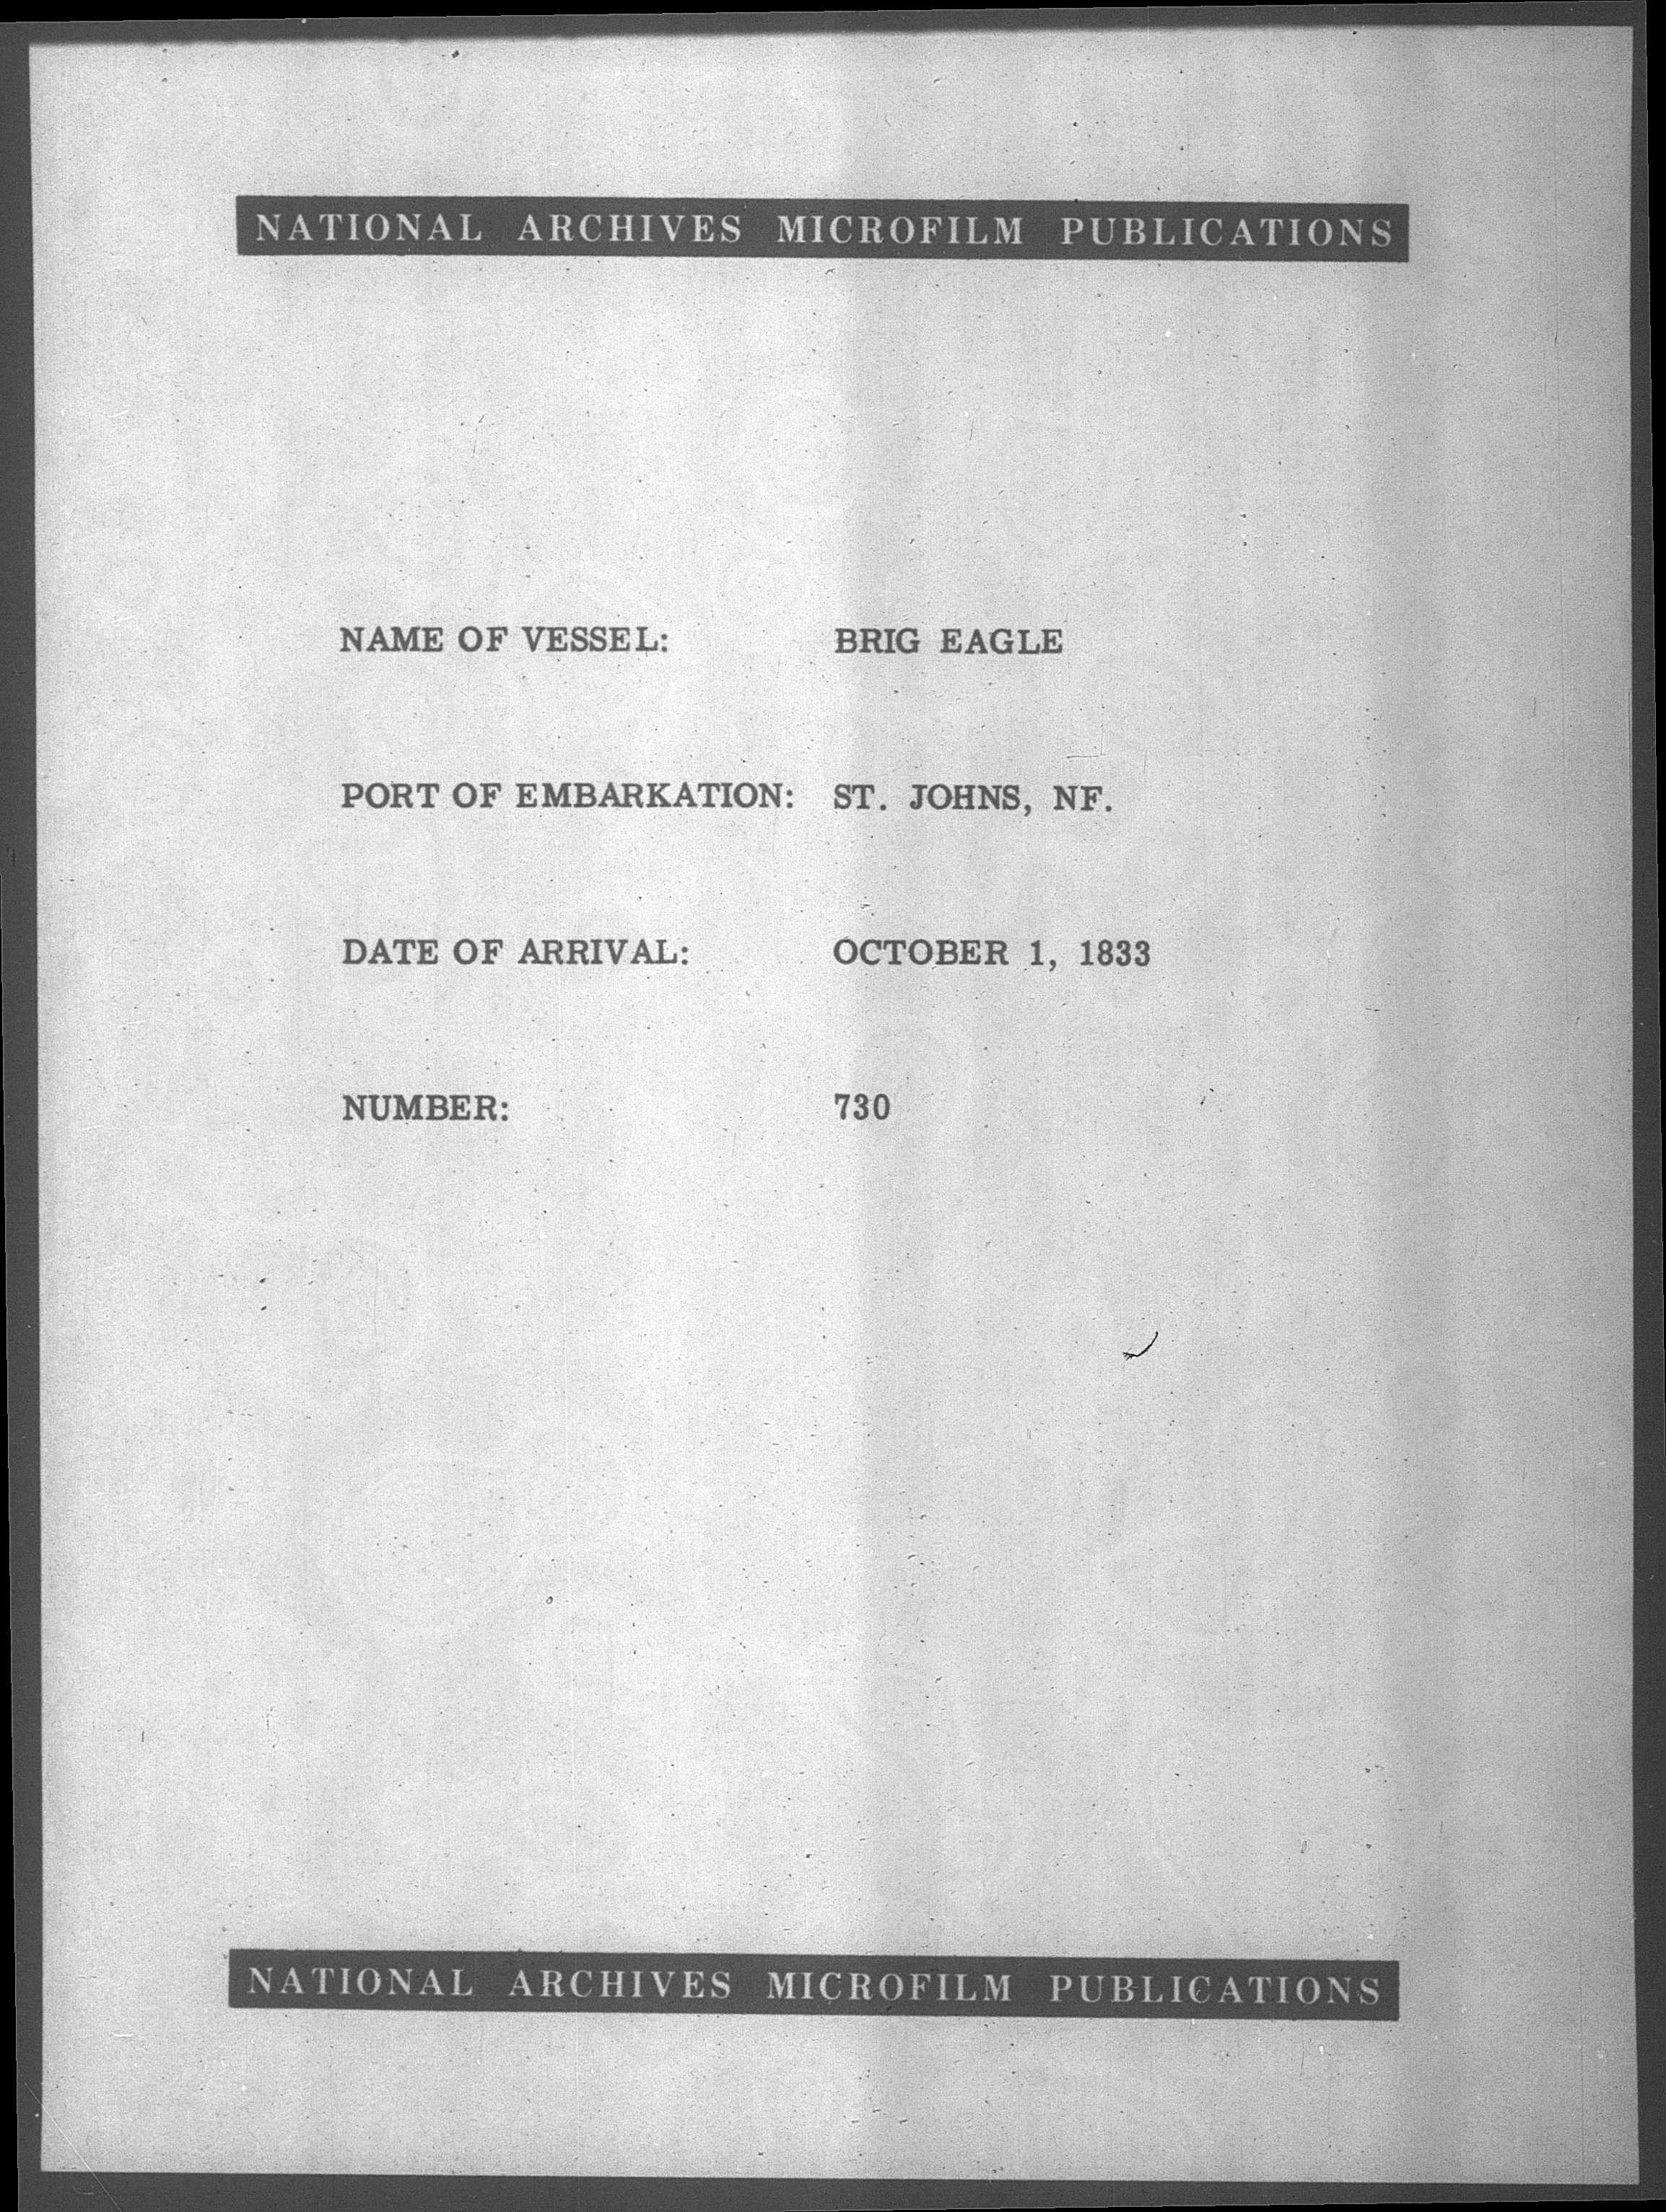 NATIONAL ARCHIVES MICROFILM PUBLICATIONS
NAME OF VESSEL: BRIG EAGLE
PORT OF EMBARKATION: ST. JOHNS, NF.
DATE OF ARRIVAL: OCTOBER 1, 1833
NUMBER: 730
NATIONAL ARCHIVES MICROFILM PUBLICATIONS